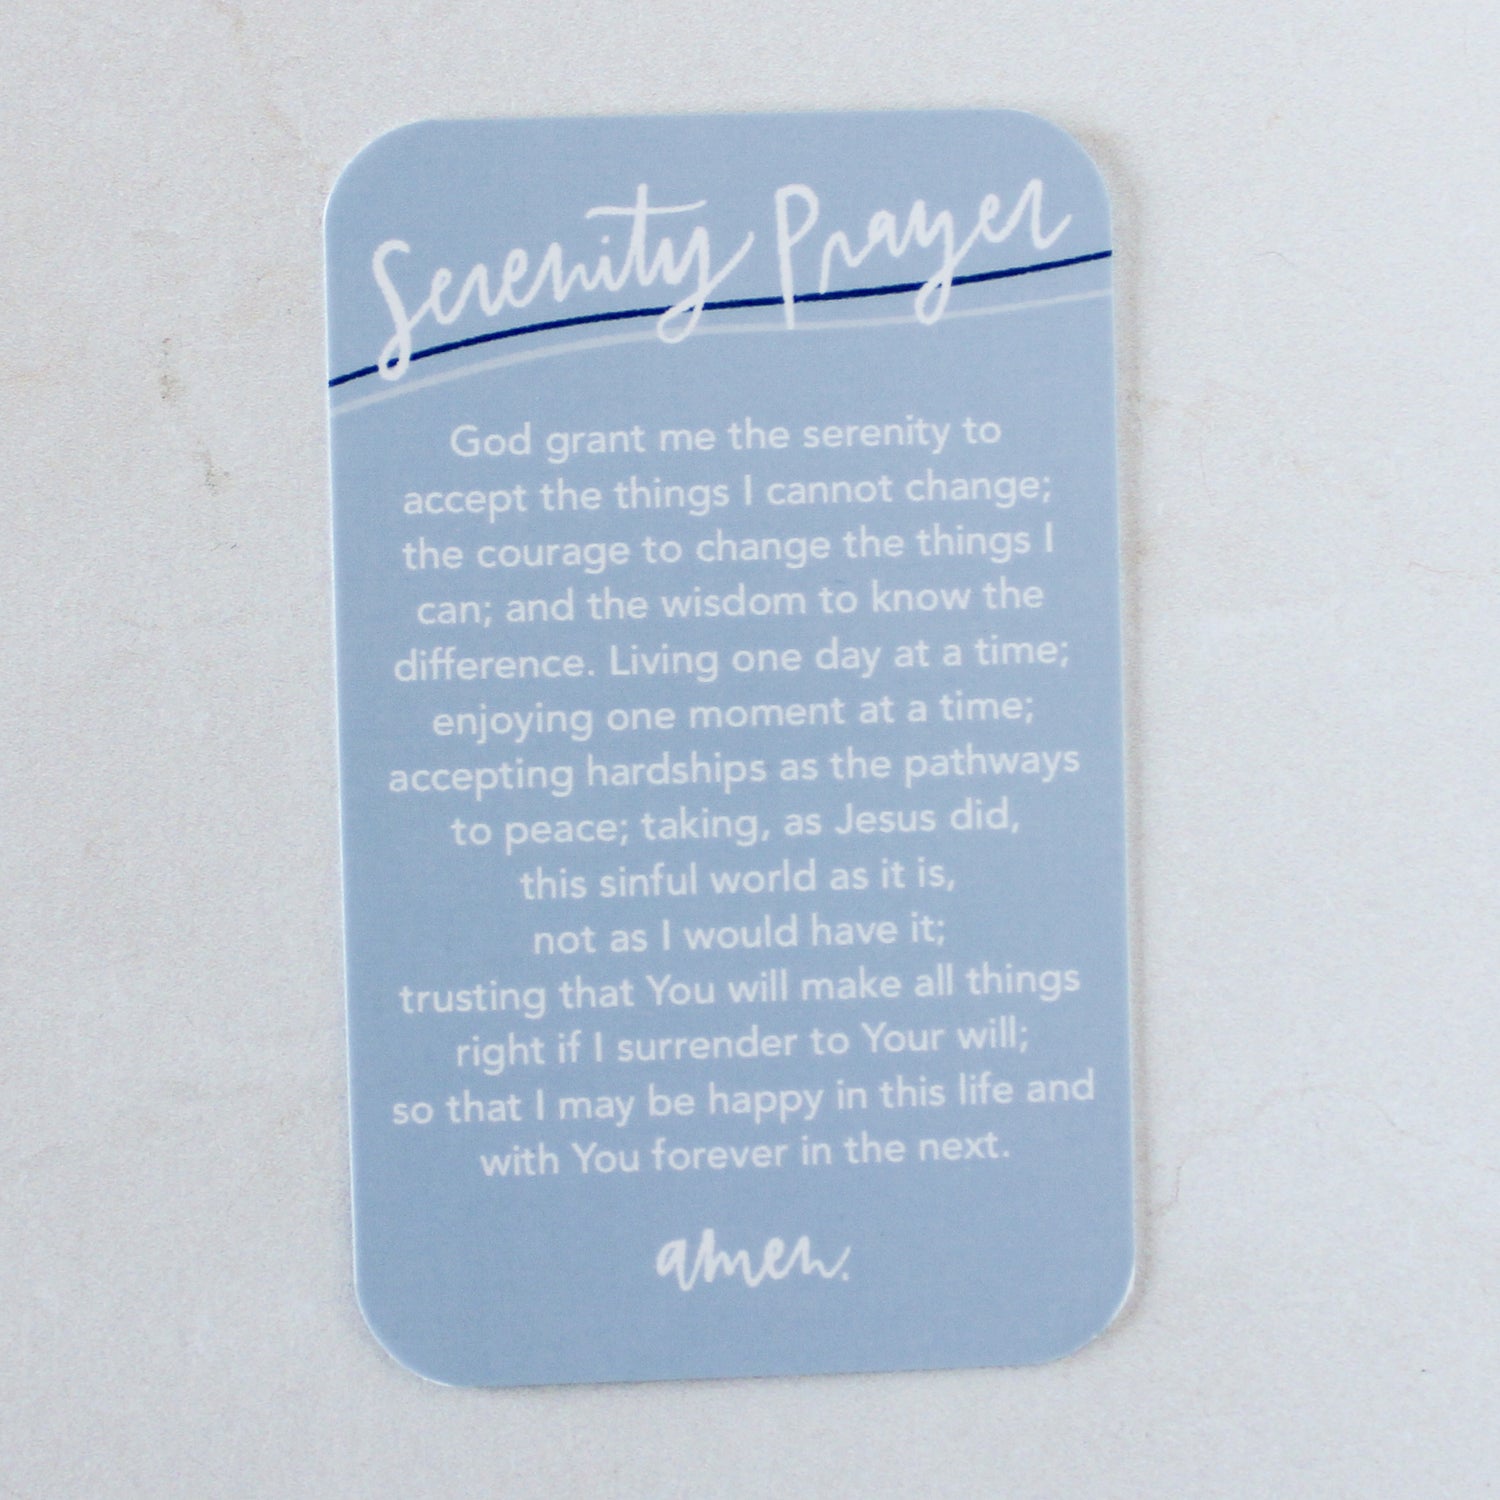 Serenity Prayer
God grant me the serenity to
accept the things I cannot change;
the courage to change the things I
can; and the wisdom to know the
difference. Living one day at a time;
enjoying one moment at a time;
accepting hardships as the pathways
to peace; taking, as Jesus did,
this sinful world as it is,
not as I would have it;
trusting that You will make all things
right if I surrender to Your will;
so that I may be happy in this life and
with You forever in the next.
amen.